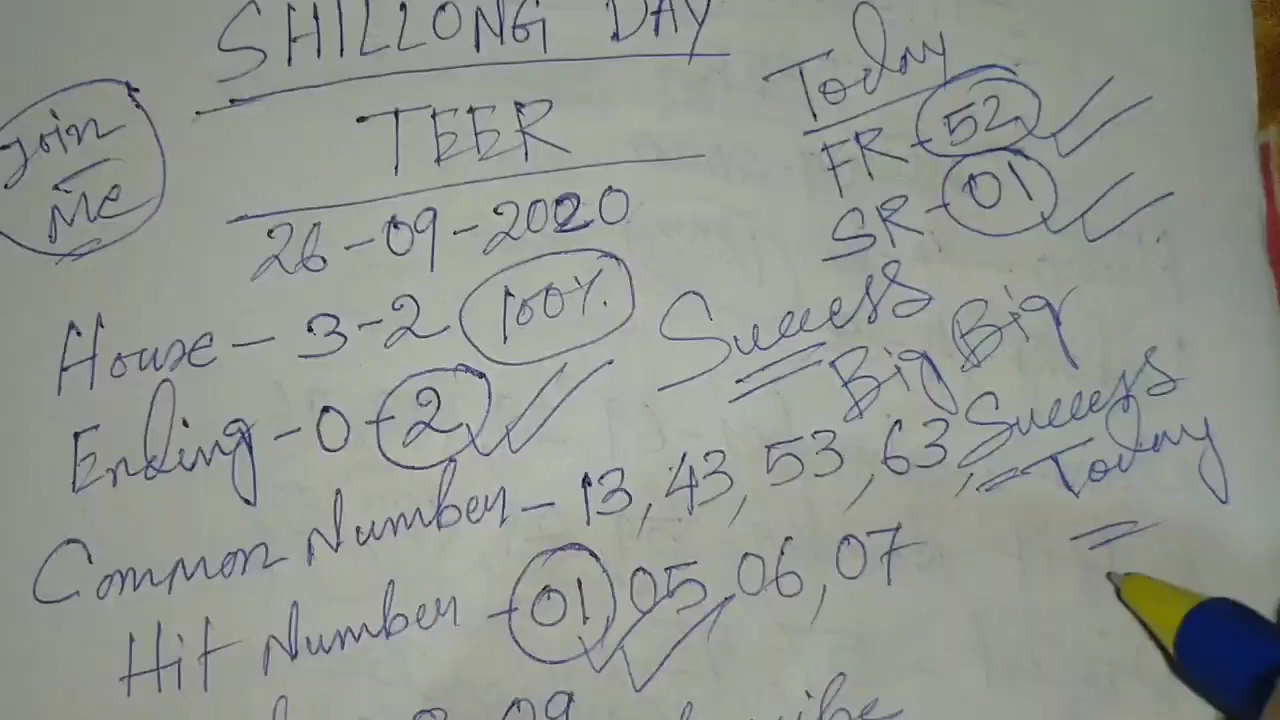 SHILLONG DAY
TEER
26-09-2020
Join
Me
Today
FR-52
SR-01
House - 3-2 100%.
Success
Ending - 0-2
Big Big
Success
Today
Common Number - 13, 43, 53, 63,
Hit Number - 01, 05, 06, 07